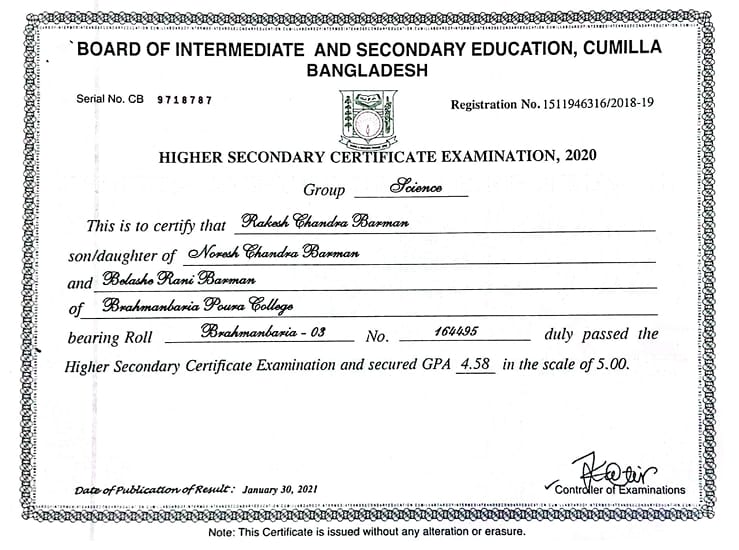 BOARD OF INTERMEDIATE AND SECONDARY EDUCATION, CUMILLA
BANGLADESH
Serial No. CB 9718787
Registration No. 1511946316/2018-19
HIGHER SECONDARY CERTIFICATE EXAMINATION, 2020
Group Science
This is to certify that Rakesh Chandra Barman
son/daughter of Noresh Chandra Barman
and Belashe Rani Barman
of Brahmanbaria Poura College
bearing Roll Brahmanbaria - 03 No. 164495 duly passed the
Higher Secondary Certificate Examination and secured GPA 4.58 in the scale of 5.00.
Date of Publication of Result : January 30, 2021
Controller of Examinations
Note: This Certificate is issued without any alteration or erasure.